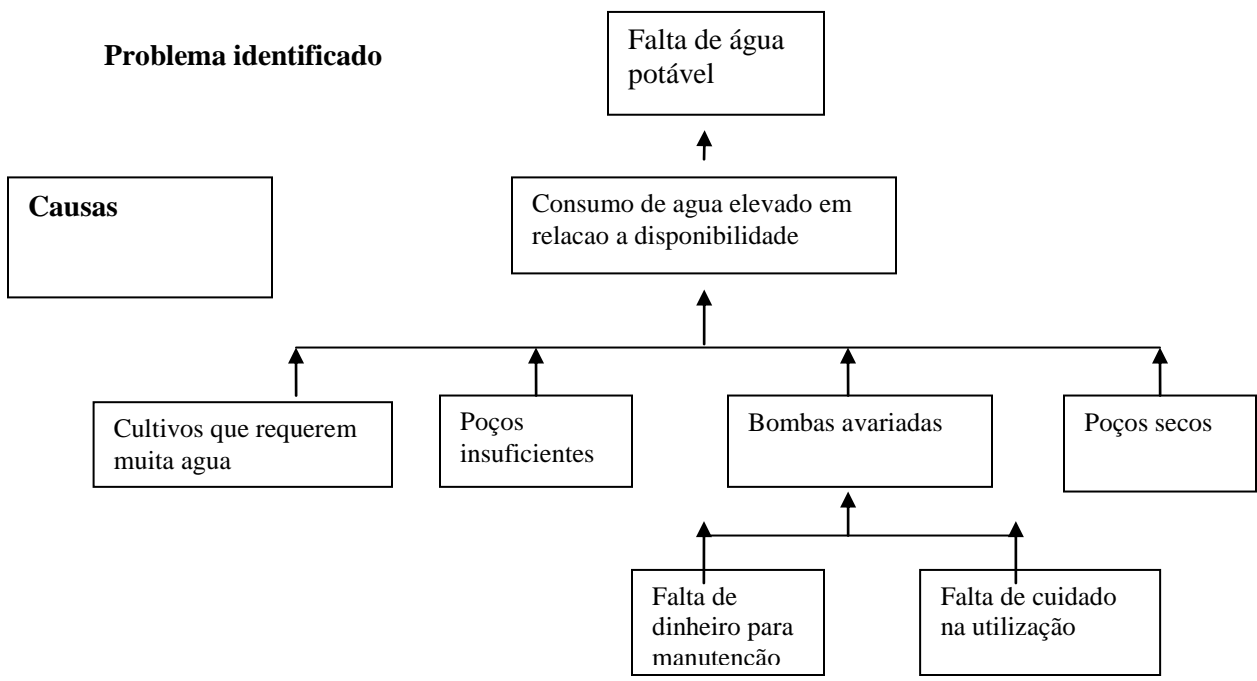 Problema identificado
Falta de água
potável
Causas
Consumo de agua elevado em
relacao a disponibilidade
Cultivos que requerem
muita agua
Poços
insuficientes
Bombas avariadas
Poços secos
Falta de
dinheiro para
manutenção
Falta de cuidado
na utilização